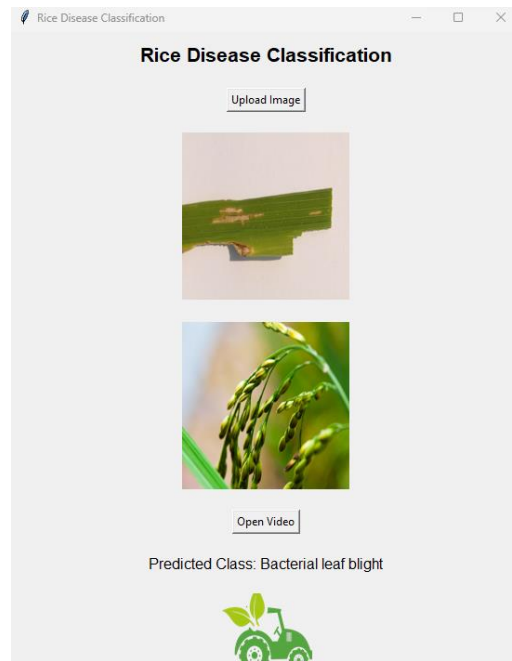 Rice Disease Classification
Rice Disease Classification
Upload Image
Open Video
Predicted Class: Bacterial leaf blight